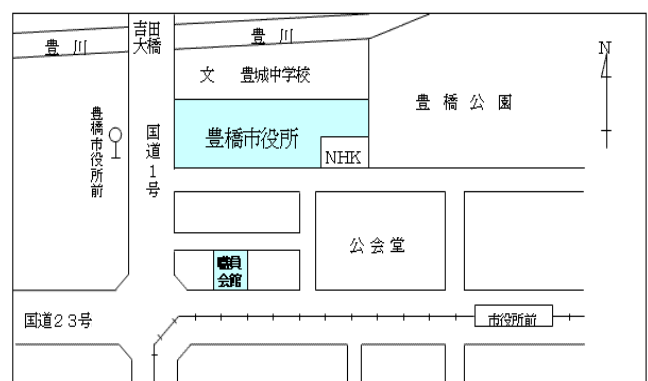 吉田
大橋
豊 川
豊 川
文 豊城中学校
豊橋公園
N
豊橋市役所前
国道1号
豊橋市役所
NHK
公会堂
職員
会館
国道23号
市役所前